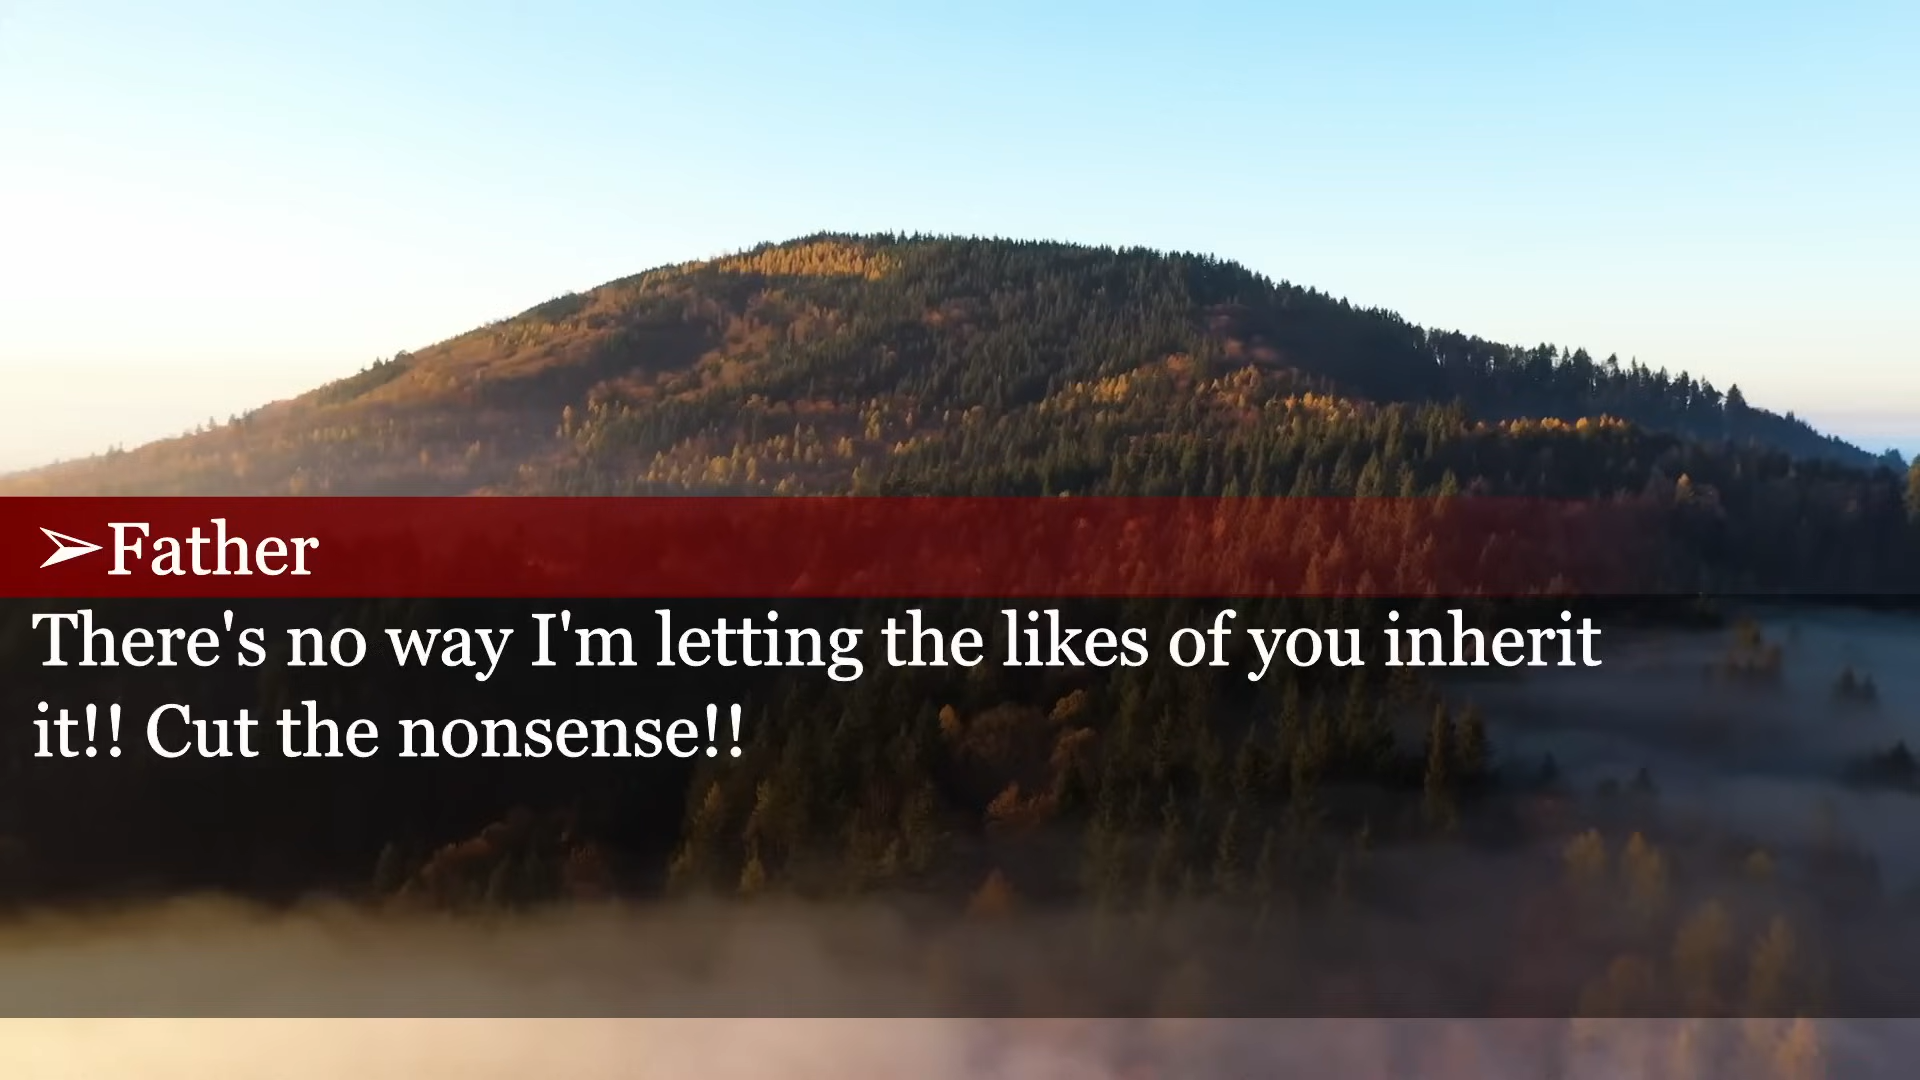 ➢Father
There's no way I'm letting the likes of you inherit
it!! Cut the nonsense!!